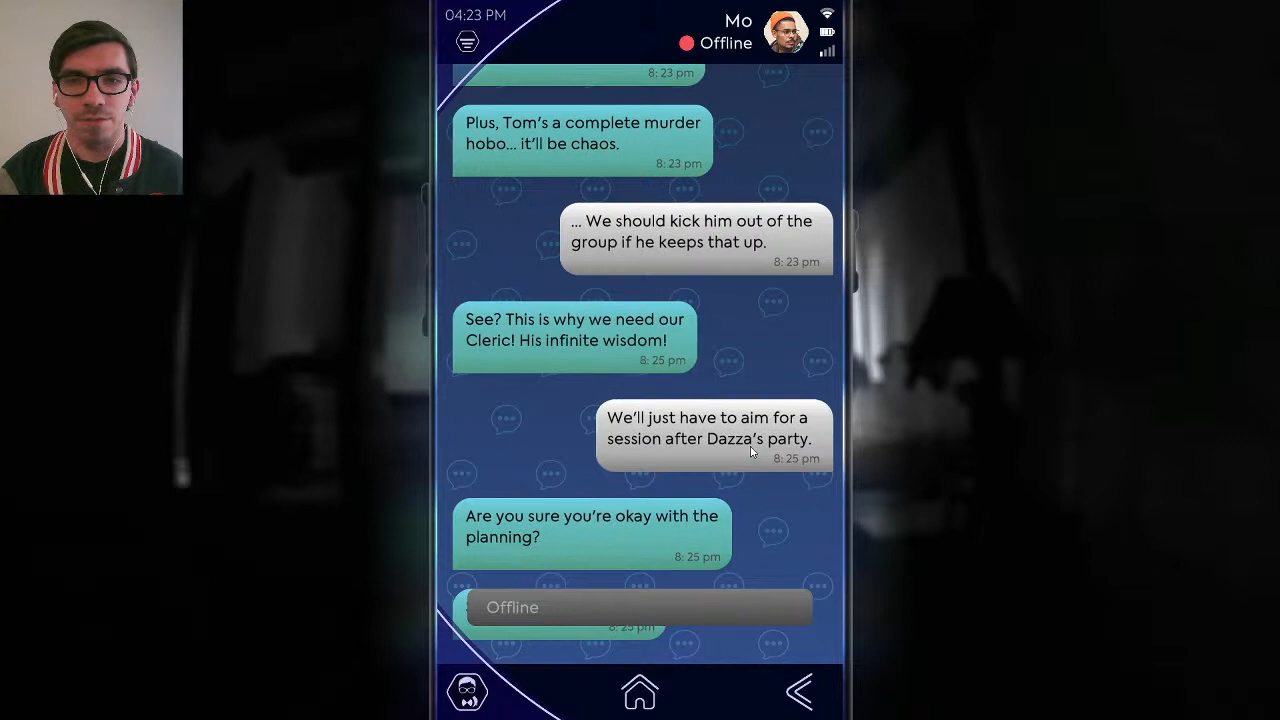 04:23 PM
Mo
Offline
8: 23 pm
Plus, Tom's a complete murder
hobo... it'll be chaos.
8: 23 pm
... We should kick him out of the
group if he keeps that up.
8: 23 pm
See? This is why we need our
Cleric! His infinite wisdom!
8: 25 pm
We'll just have to aim for a
session after Dazza's party.
8: 25 pm
Are you sure you're okay with the
planning?
8: 25 pm
Offline
8: 25 pm